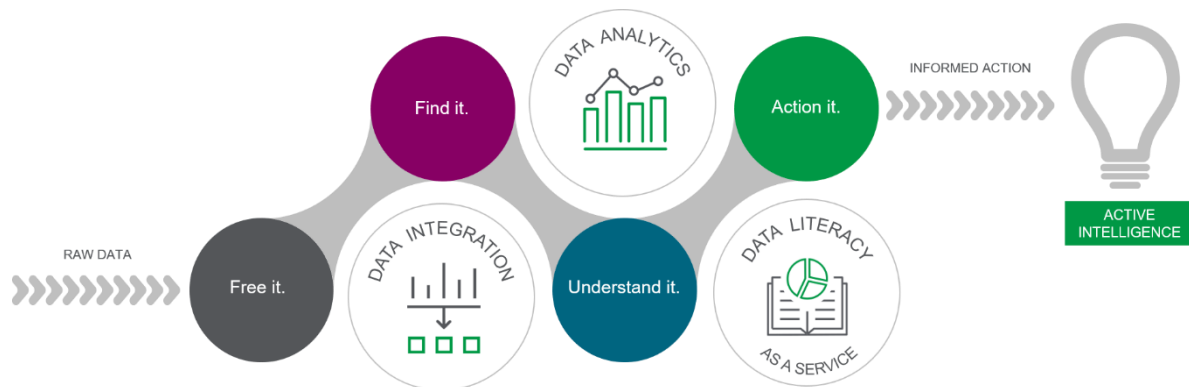 RAW DATA
Free it.
Find it.
DATA INTEGRATION
DATA ANALYTICS
Understand it.
DATA LITERACY
AS A SERVICE
Action it.
INFORMED ACTION
ACTIVE
INTELLIGENCE